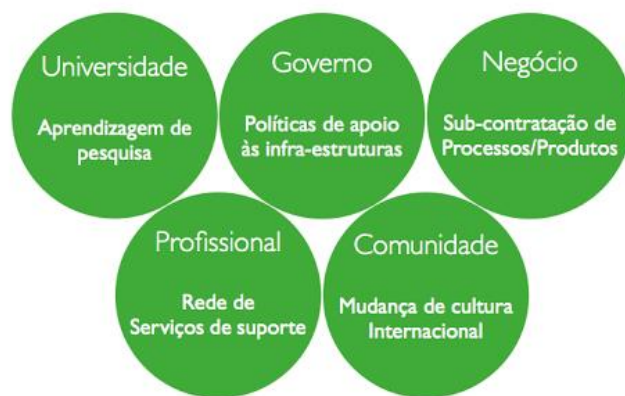 Universidade
Aprendizagem de
pesquisa
Governo
Políticas de apoio
às infra-estruturas
Negócio
Sub-contratação de
Processos/Produtos
Profissional
Rede de
Serviços de suporte
Comunidade
Mudança de cultura
Internacional